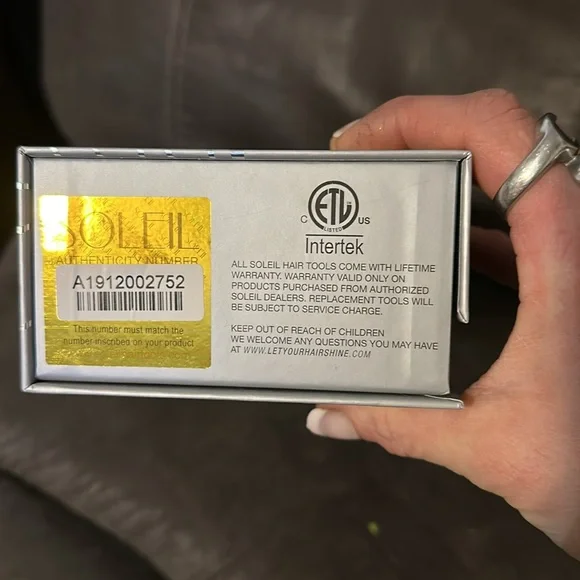 SOLEIL
AUTHENTICITY NUMBER
A1912002752
This number must match the
number inscribed on your product
C ETL US
LISTED
Intertek
ALL SOLEIL HAIR TOOLS COME WITH LIFETIME
WARRANTY. WARRANTY VALID ONLY ON
PRODUCTS PURCHASED FROM AUTHORIZED
SOLEIL DEALERS. REPLACEMENT TOOLS WILL
BE SUBJECT TO SERVICE CHARGE.
KEEP OUT OF REACH OF CHILDREN
WE WELCOME ANY QUESTIONS YOU MAY HAVE
AT WWW.LETYOURHAIRSHINE.COM